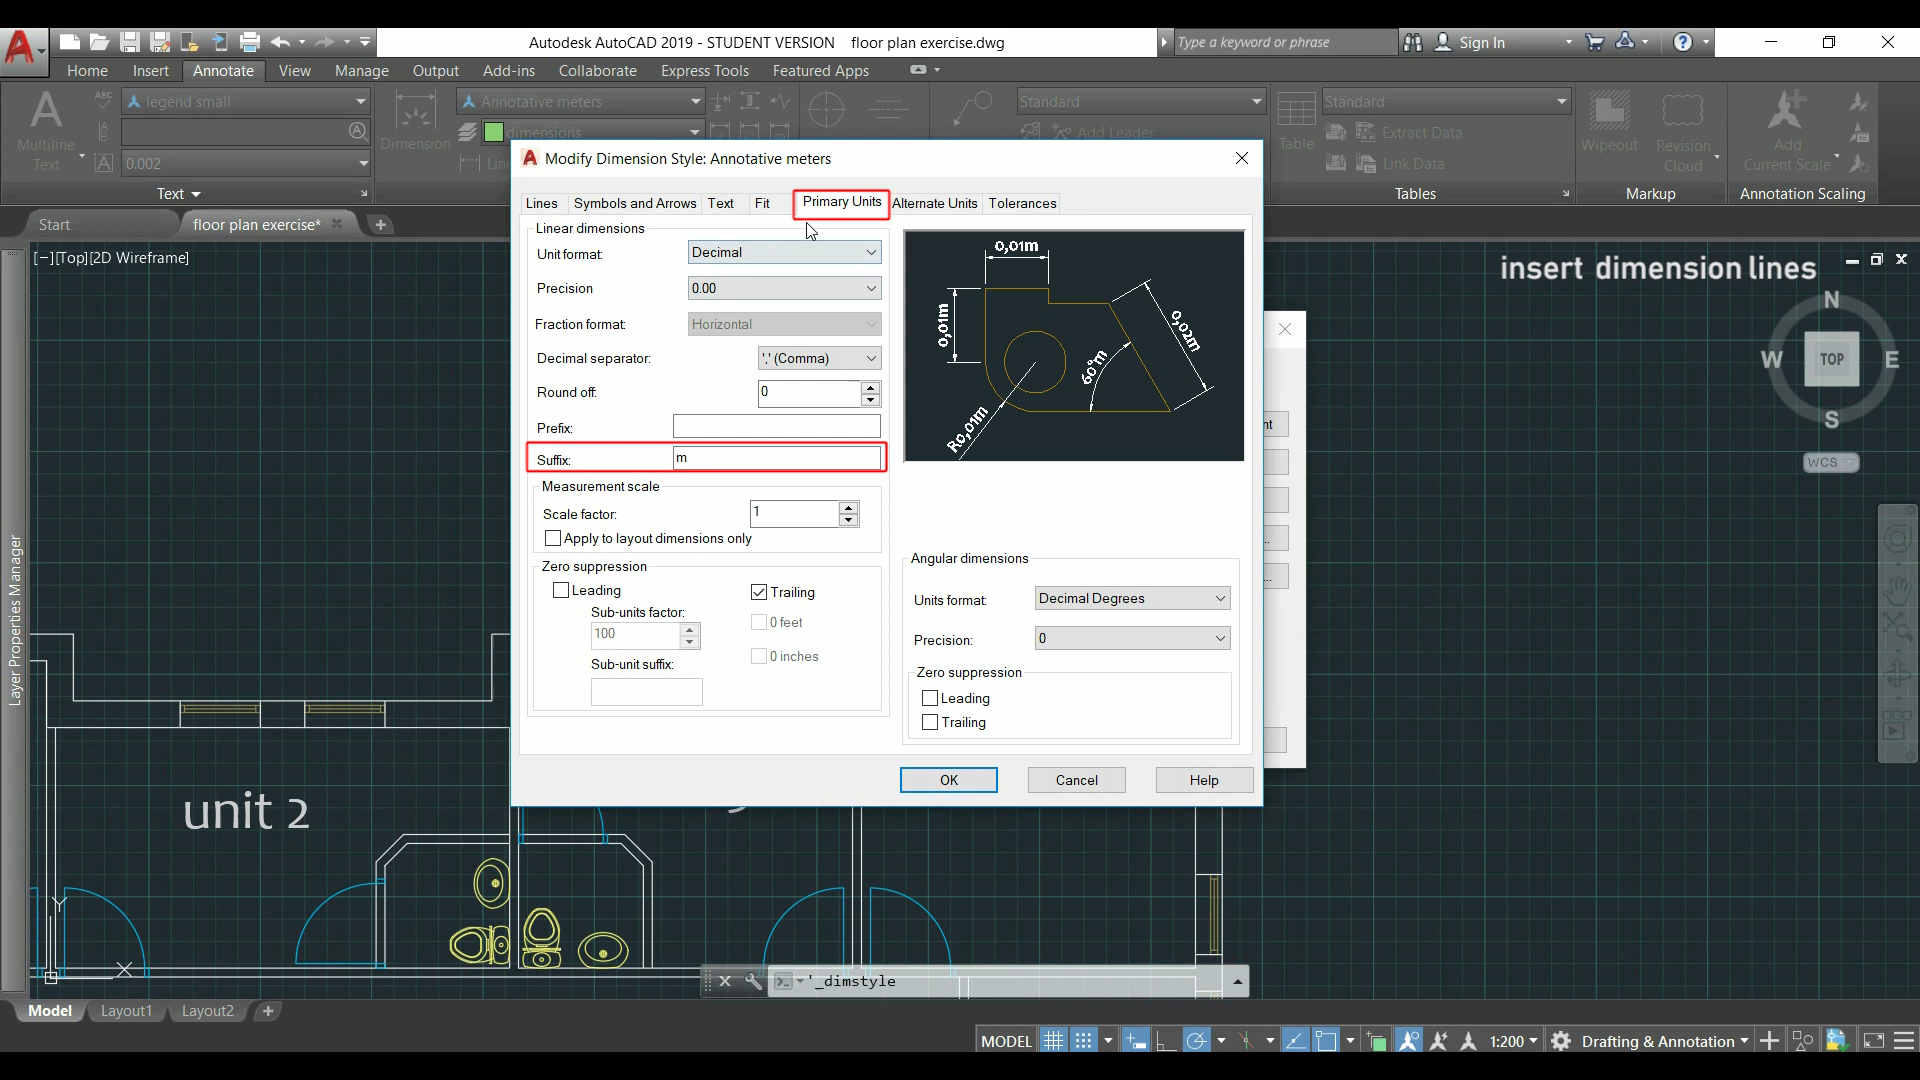 Autodesk AutoCAD 2019 - STUDENT VERSION floor plan exercise.dwg
Type a keyword or phrase
Sign In
Home Insert Annotate View Manage Output Add-ins Collaborate Express Tools Featured Apps
Multiline
Text
legend small
0.002
Text
Dimension
Annotative meters
dimensions
Standard
Add Leader
Table
Standard
Extract Data
Link Data
Tables
Wipeout
Revision
Cloud
Markup
Add
Current Scale
Annotation Scaling
Start
floor plan exercise*
[−][Top][2D Wireframe]
insert dimension lines
N
W
TOP
E
S
WCS
Layer Properties Manager
Modify Dimension Style: Annotative meters
Lines Symbols and Arrows Text Fit Primary Units Alternate Units Tolerances
Linear dimensions
Unit format: Decimal
Precision 0.00
Fraction format: Horizontal
Decimal separator: ',' (Comma)
Round off: 0
Prefix:
Suffix: m
Measurement scale
Scale factor: 1
Apply to layout dimensions only
Zero suppression
Leading
Trailing
Sub-units factor:
100
0 feet
Sub-unit suffix:
0 inches
0,01m
0,01m
0,02m
60°m
R0,01m
Angular dimensions
Units format: Decimal Degrees
Precision: 0
Zero suppression
Leading
Trailing
OK Cancel Help
unit 2
Y
X
'_dimstyle
Model Layout1 Layout2
MODEL
1:200
Drafting & Annotation